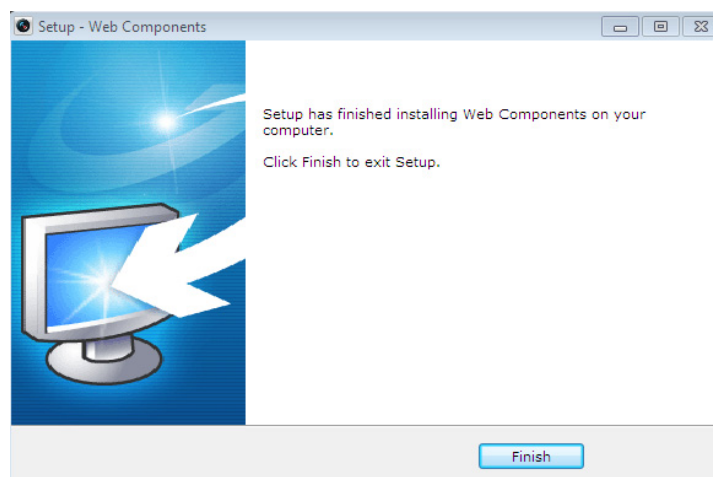 Setup - Web Components
Setup has finished installing Web Components on your
computer.
Click Finish to exit Setup.
Finish